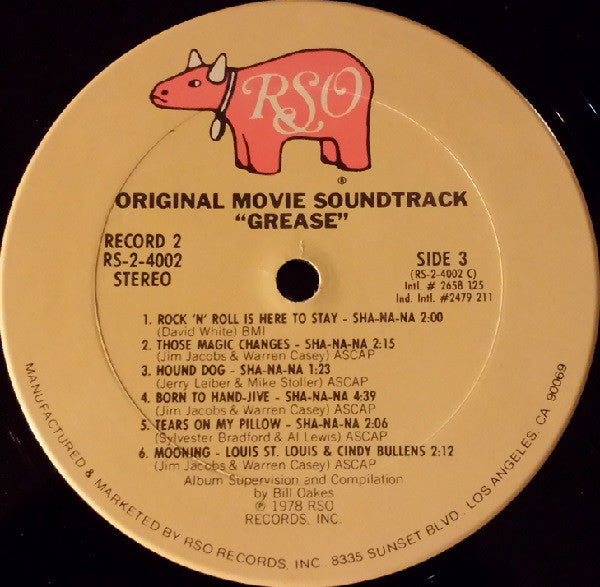 RSO
®
ORIGINAL MOVIE SOUNDTRACK
"GREASE"
RECORD 2
RS-2-4002
STEREO
SIDE 3
(RS-2-4002 C)
Intl. # 2658 125
Ind. Intl. #2479 211
1. ROCK 'N' ROLL IS HERE TO STAY - SHA-NA-NA 2:00
(David White) BMI
2. THOSE MAGIC CHANGES - SHA-NA-NA 2:15
(Jim Jacobs & Warren Casey) ASCAP
3. HOUND DOG - SHA-NA-NA 1:23
(Jerry Leiber & Mike Stoller) ASCAP
4. BORN TO HAND-JIVE - SHA-NA-NA 4:39
(Jim Jacobs & Warren Casey) ASCAP
5. TEARS ON MY PILLOW - SHA-NA-NA 2:06
(Sylvester Bradford & Al Lewis) ASCAP
6. MOONING - LOUIS ST. LOUIS & CINDY BULLENS 2:12
(Jim Jacobs & Warren Casey) ASCAP
Album Supervision and Compilation
by Bill Oakes
℗ 1978 RSO
RECORDS, INC.
MANUFACTURED & MARKETED BY RSO RECORDS, INC. 8335 SUNSET BLVD., LOS ANGELES, CA 90069